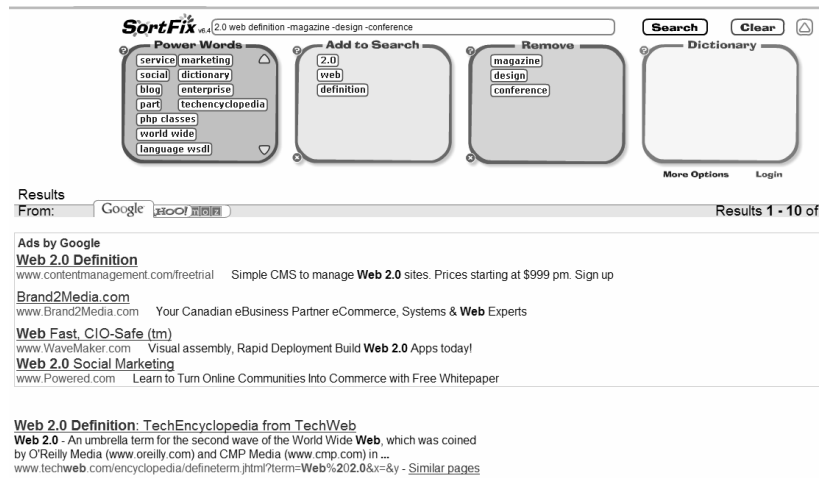 SortFix v6.4 2.0 web definition -magazine -design -conference Search Clear
Power Words Add to Search Remove Dictionary
service marketing 2.0 magazine
social dictionary web design
blog enterprise definition conference
part techencyclopedia
php classes
world wide
language wsdl
More Options Login
Results
From: Google YAHOO! Results 1 - 10 of
Ads by Google
Web 2.0 Definition
www.contentmanagement.com/freetrial Simple CMS to manage Web 2.0 sites. Prices starting at $999 pm. Sign up
Brand2Media.com
www.Brand2Media.com Your Canadian eBusiness Partner eCommerce, Systems & Web Experts
Web Fast, CIO-Safe (tm)
www.WaveMaker.com Visual assembly, Rapid Deployment Build Web 2.0 Apps today!
Web 2.0 Social Marketing
www.Powered.com Learn to Turn Online Communities Into Commerce with Free Whitepaper
Web 2.0 Definition: TechEncyclopedia from TechWeb
Web 2.0 - An umbrella term for the second wave of the World Wide Web, which was coined
by O'Reilly Media (www.oreilly.com) and CMP Media (www.cmp.com) in ...
www.techweb.com/encyclopedia/defineterm.jhtml?term=Web%202.0&x=&y - Similar pages